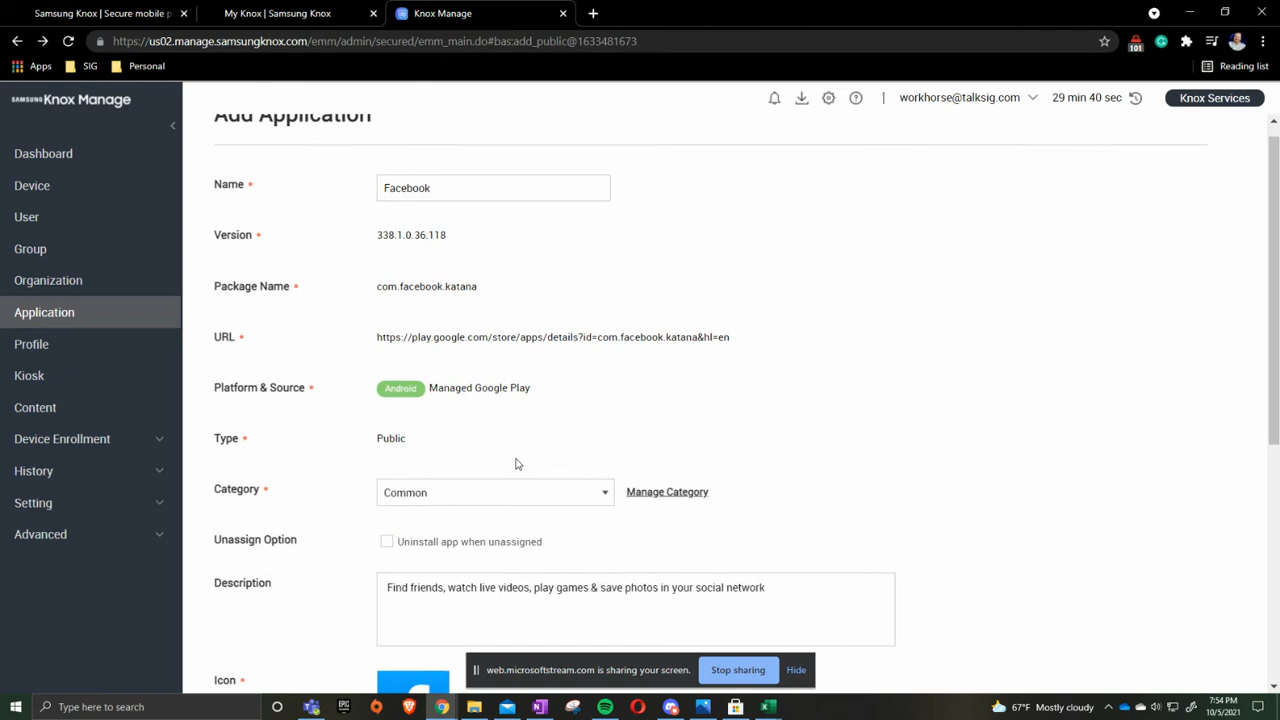 Samsung Knox | Secure mobile p
My Knox | Samsung Knox
Knox Manage
https://us02.manage.samsungknox.com/emm/admin/secured/emm_main.do#bas:add_public@1633481673
101
Apps
SIG
Personal
Reading list
SAMSUNG Knox Manage
workhorse@talksig.com
29 min 40 sec
Knox Services
Add Application
Dashboard
Device
User
Group
Organization
Application
Profile
Kiosk
Content
Device Enrollment
History
Setting
Advanced
Name *
Facebook
Version *
338.1.0.36.118
Package Name *
com.facebook.katana
URL *
https://play.google.com/store/apps/details?id=com.facebook.katana&hl=en
Platform & Source *
Android
Managed Google Play
Type *
Public
Category *
Common
Manage Category
Unassign Option
Uninstall app when unassigned
Description
Find friends, watch live videos, play games & save photos in your social network
Icon *
web.microsoftstream.com is sharing your screen.
Stop sharing
Hide
Type here to search
EPIC
GAMES
67°F Mostly cloudy
7:54 PM
10/5/2021